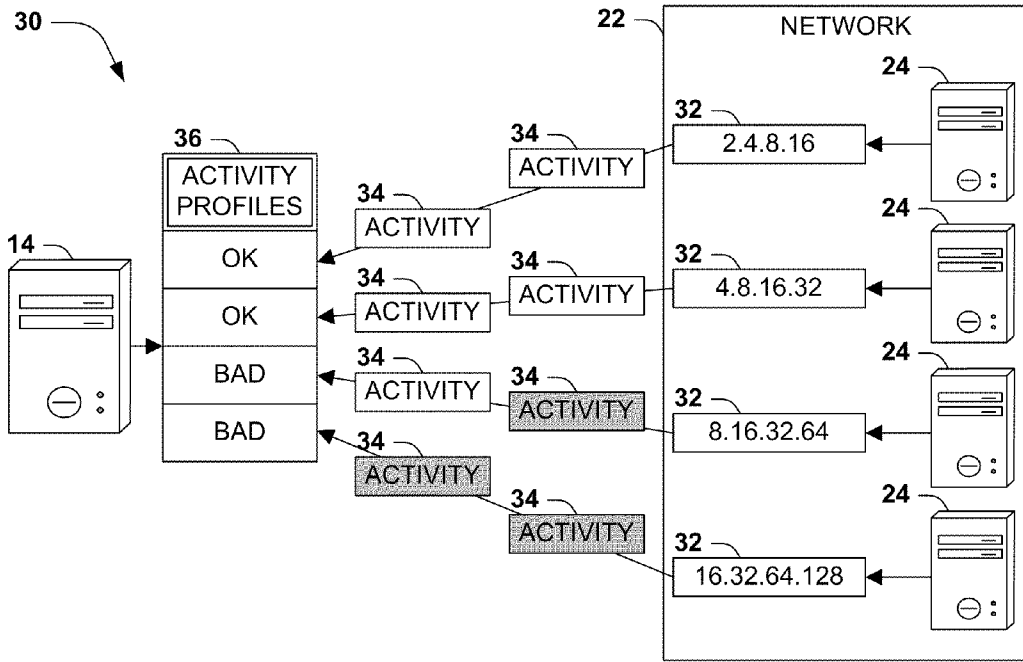 30
22
NETWORK
24
32
2.4.8.16
36
ACTIVITY
PROFILES
34
ACTIVITY
34
ACTIVITY
OK
14
24
32
4.8.16.32
34
ACTIVITY
34
ACTIVITY
OK
24
32
8.16.32.64
34
ACTIVITY
34
ACTIVITY
BAD
24
32
16.32.64.128
34
ACTIVITY
34
ACTIVITY
BAD